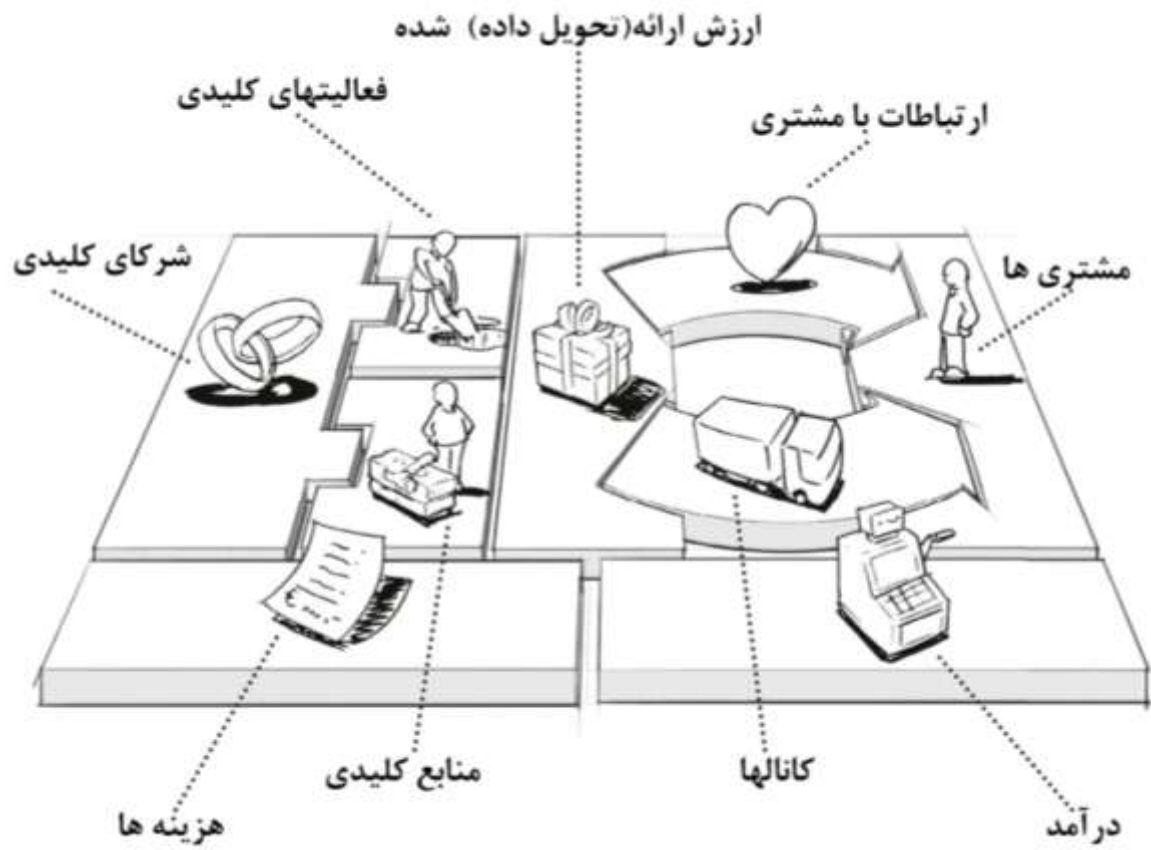 ارزش ارائه(تحویل داده) شده
فعالیتهای کلیدی
ارتباطات با مشتری
شرکای کلیدی
مشتری ها
منابع کلیدی
کانالها
هزینه ها
درآمد